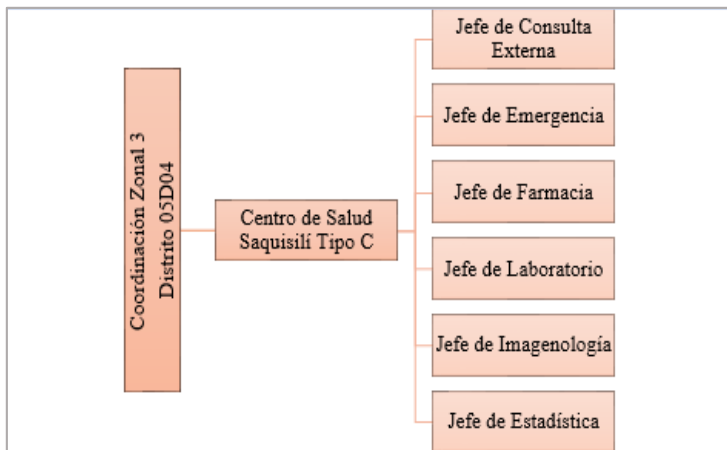 Coordinación Zonal 3
Distrito 05D04
Centro de Salud
Saquisilí Tipo C
Jefe de Consulta
Externa
Jefe de Emergencia
Jefe de Farmacia
Jefe de Laboratorio
Jefe de Imagenología
Jefe de Estadística